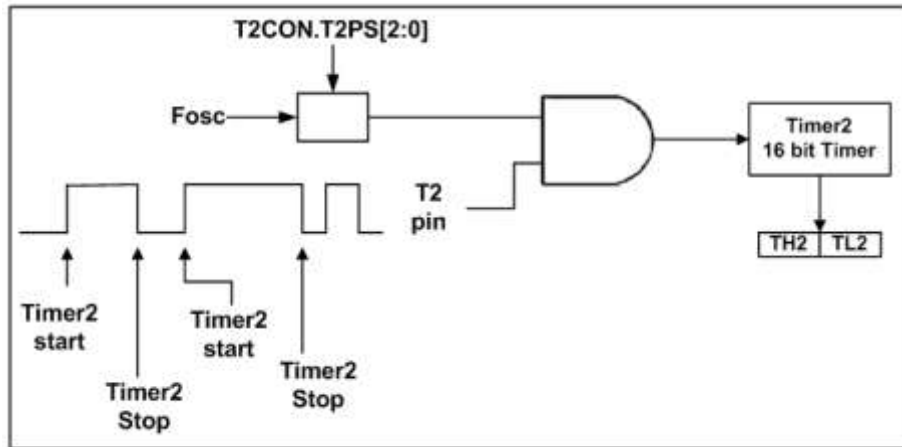 T2CON.T2PS[2:0]
Fosc
Timer2
16 bit Timer
T2
pin
TH2 TL2
Timer2
start
Timer2
start
Timer2
Stop
Timer2
Stop